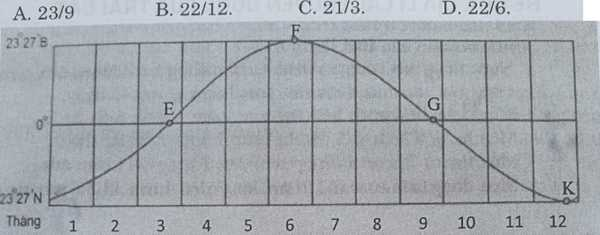 A. 23/9 B. 22/12. C. 21/3. D. 22/6.
F
23°27'B
E
G
0°
K
23°27'N
Tháng 1 2 3 4 5 6 7 8 9 10 11 12